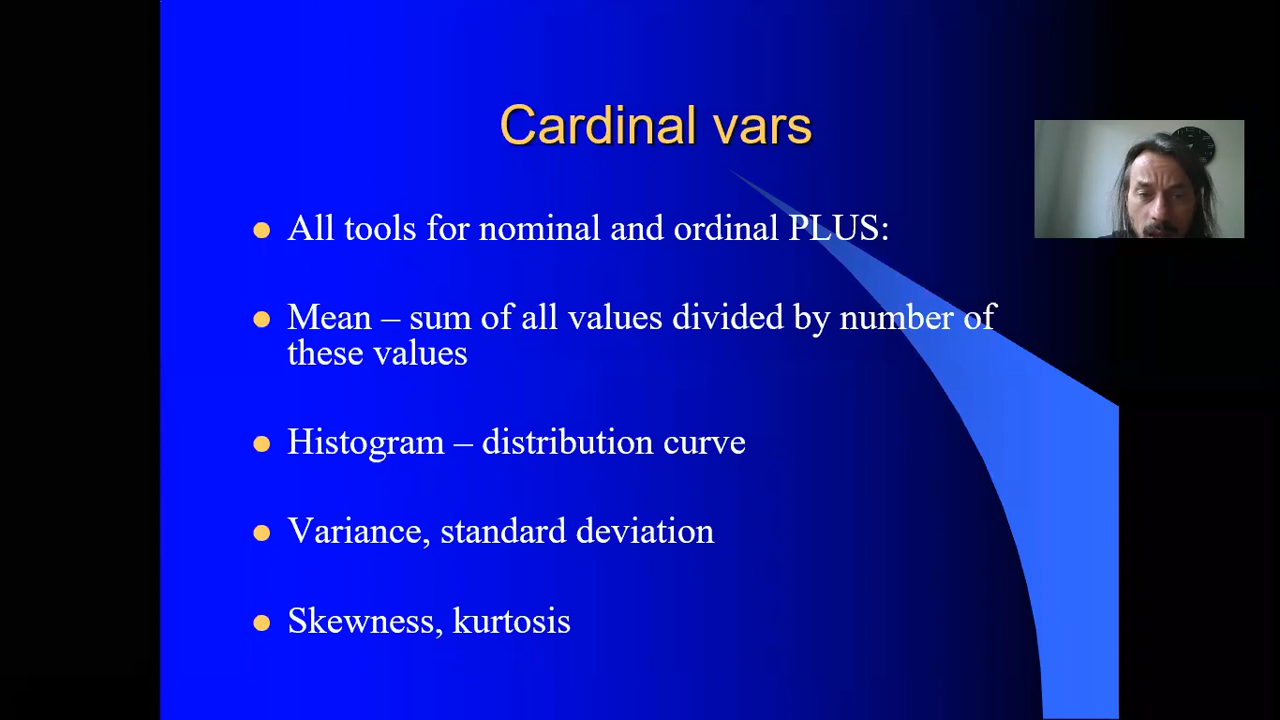 Cardinal vars
All tools for nominal and ordinal PLUS:
Mean – sum of all values divided by number of
these values
Histogram – distribution curve
Variance, standard deviation
Skewness, kurtosis